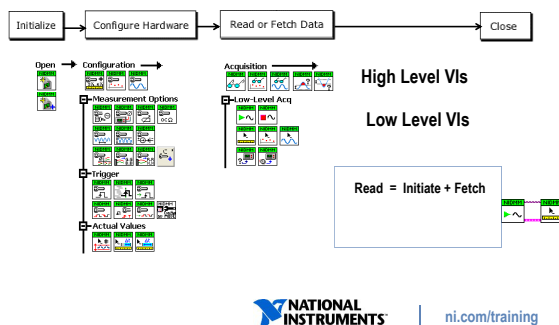 Initialize
Configure Hardware
Read or Fetch Data
Close
Open
Configuration
Measurement Options
Trigger
Actual Values
Acquisition
Low-Level Acq
High Level VIs
Low Level VIs
Read = Initiate + Fetch
NATIONAL
INSTRUMENTS
ni.com/training